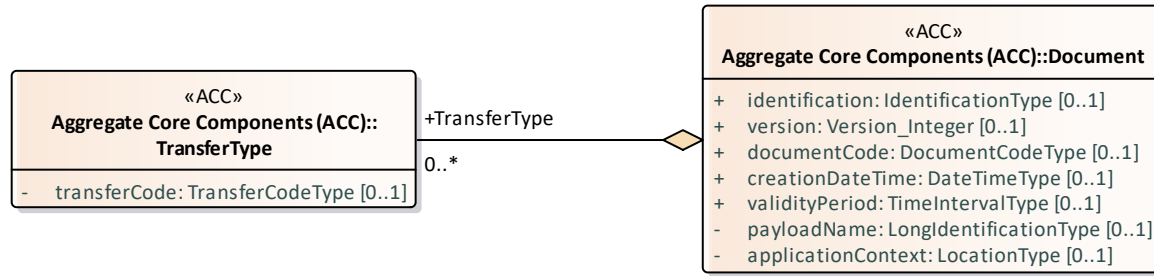 «ACC»
Aggregate Core Components (ACC)::
TransferType
- transferCode: TransferCodeType [0..1]
+TransferType
0..*
«ACC»
Aggregate Core Components (ACC)::Document
+ identification: IdentificationType [0..1]
+ version: Version_Integer [0..1]
+ documentCode: DocumentCodeType [0..1]
+ creationDateTime: DateTimeType [0..1]
+ validityPeriod: TimeIntervalType [0..1]
- payloadName: LongIdentificationType [0..1]
- applicationContext: LocationType [0..1]